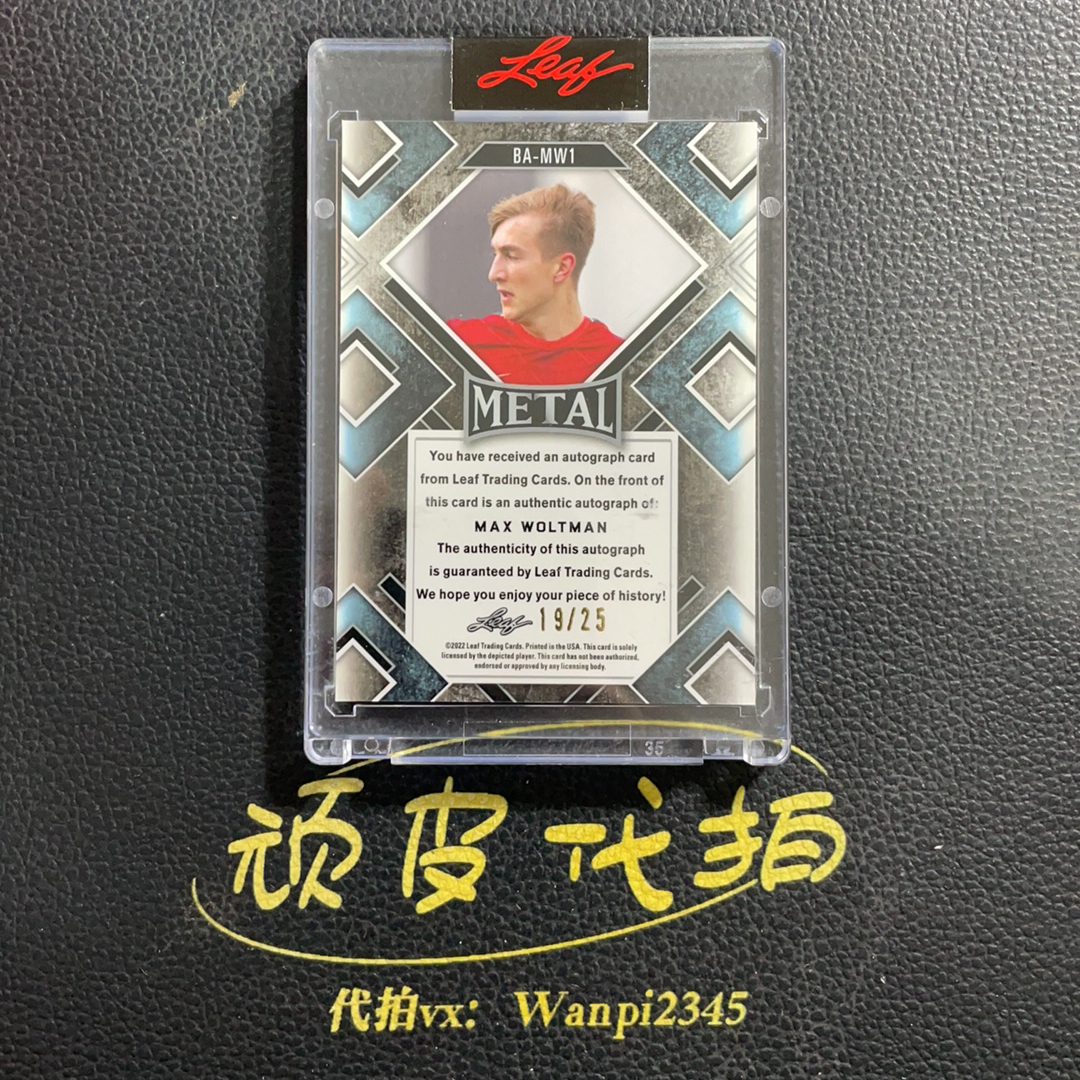 Leaf
BA-MW1
METAL
You have received an autograph card
from Leaf Trading Cards. On the front of
this card is an authentic autograph of:
MAX WOLTMAN
The authenticity of this autograph
is guaranteed by Leaf Trading Cards.
We hope you enjoy your piece of history!
Leaf 19/25
©2022 Leaf Trading Cards. Printed in the USA. This card is solely
licensed by the depicted player. This card has not been authorized,
endorsed or approved by any licensing body.
35
顽皮代拍
代拍vx：Wanpi2345